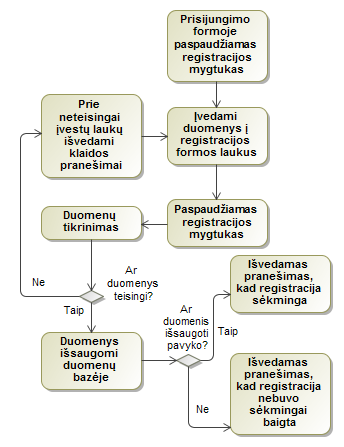 Prisijungimo
formoje
paspaudžiamas
registracijos
mygtukas
Prie
neteisingai
įvestų laukų
išvedami
klaidos
pranešimai
Įvedami
duomenys į
registracijos
formos laukus
Paspaudžiamas
registracijos
mygtukas
Duomenų
tikrinimas
Ne
Ar
duomenys
teisingi?
Taip
Duomenys
išsaugomi
duomenų
bazėje
Ar
duomenis
išsaugoti
pavyko?
Taip
Išvedamas
pranešimas,
kad registracija
sėkminga
Ne
Išvedamas
pranešimas,
kad registracija
nebuvo
sėkmingai
baigta